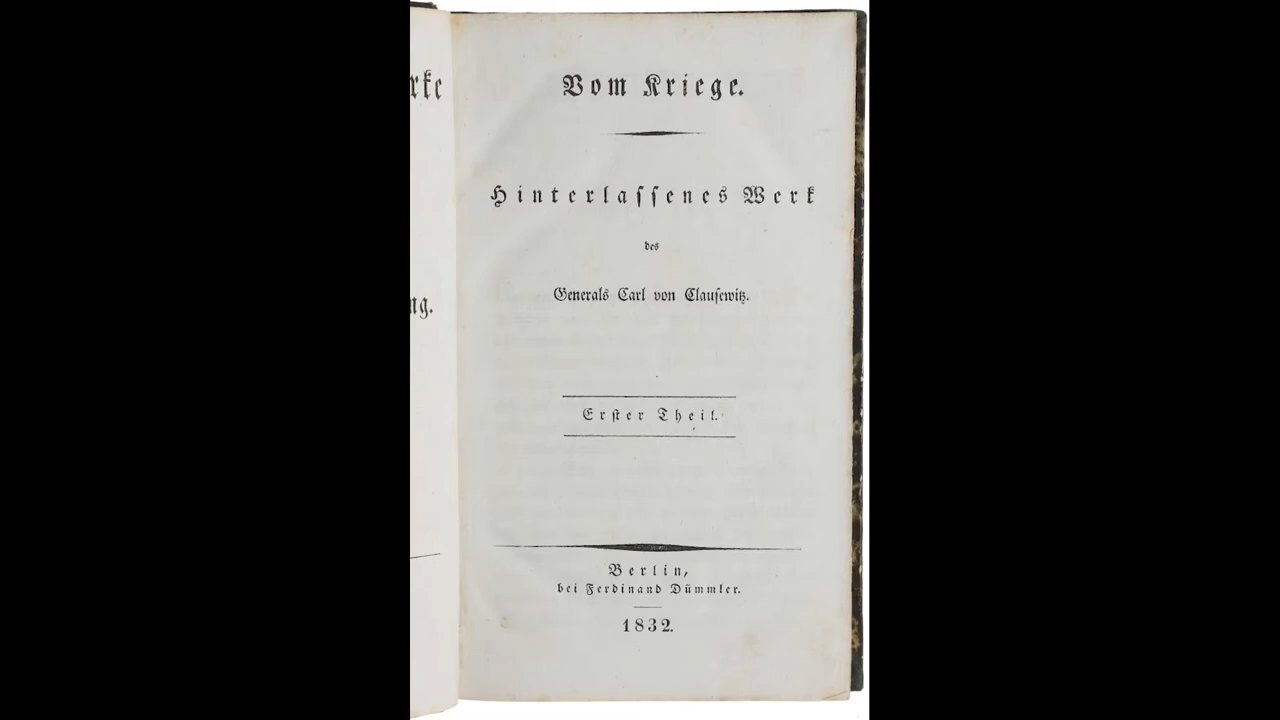 rke
ng.
Vom Kriege.
Hinterlaſſenes Werk
des
Generals Carl von Clauſewitz.
Erſter Theil.
Berlin,
bei Ferdinand Dümmler.
1832.